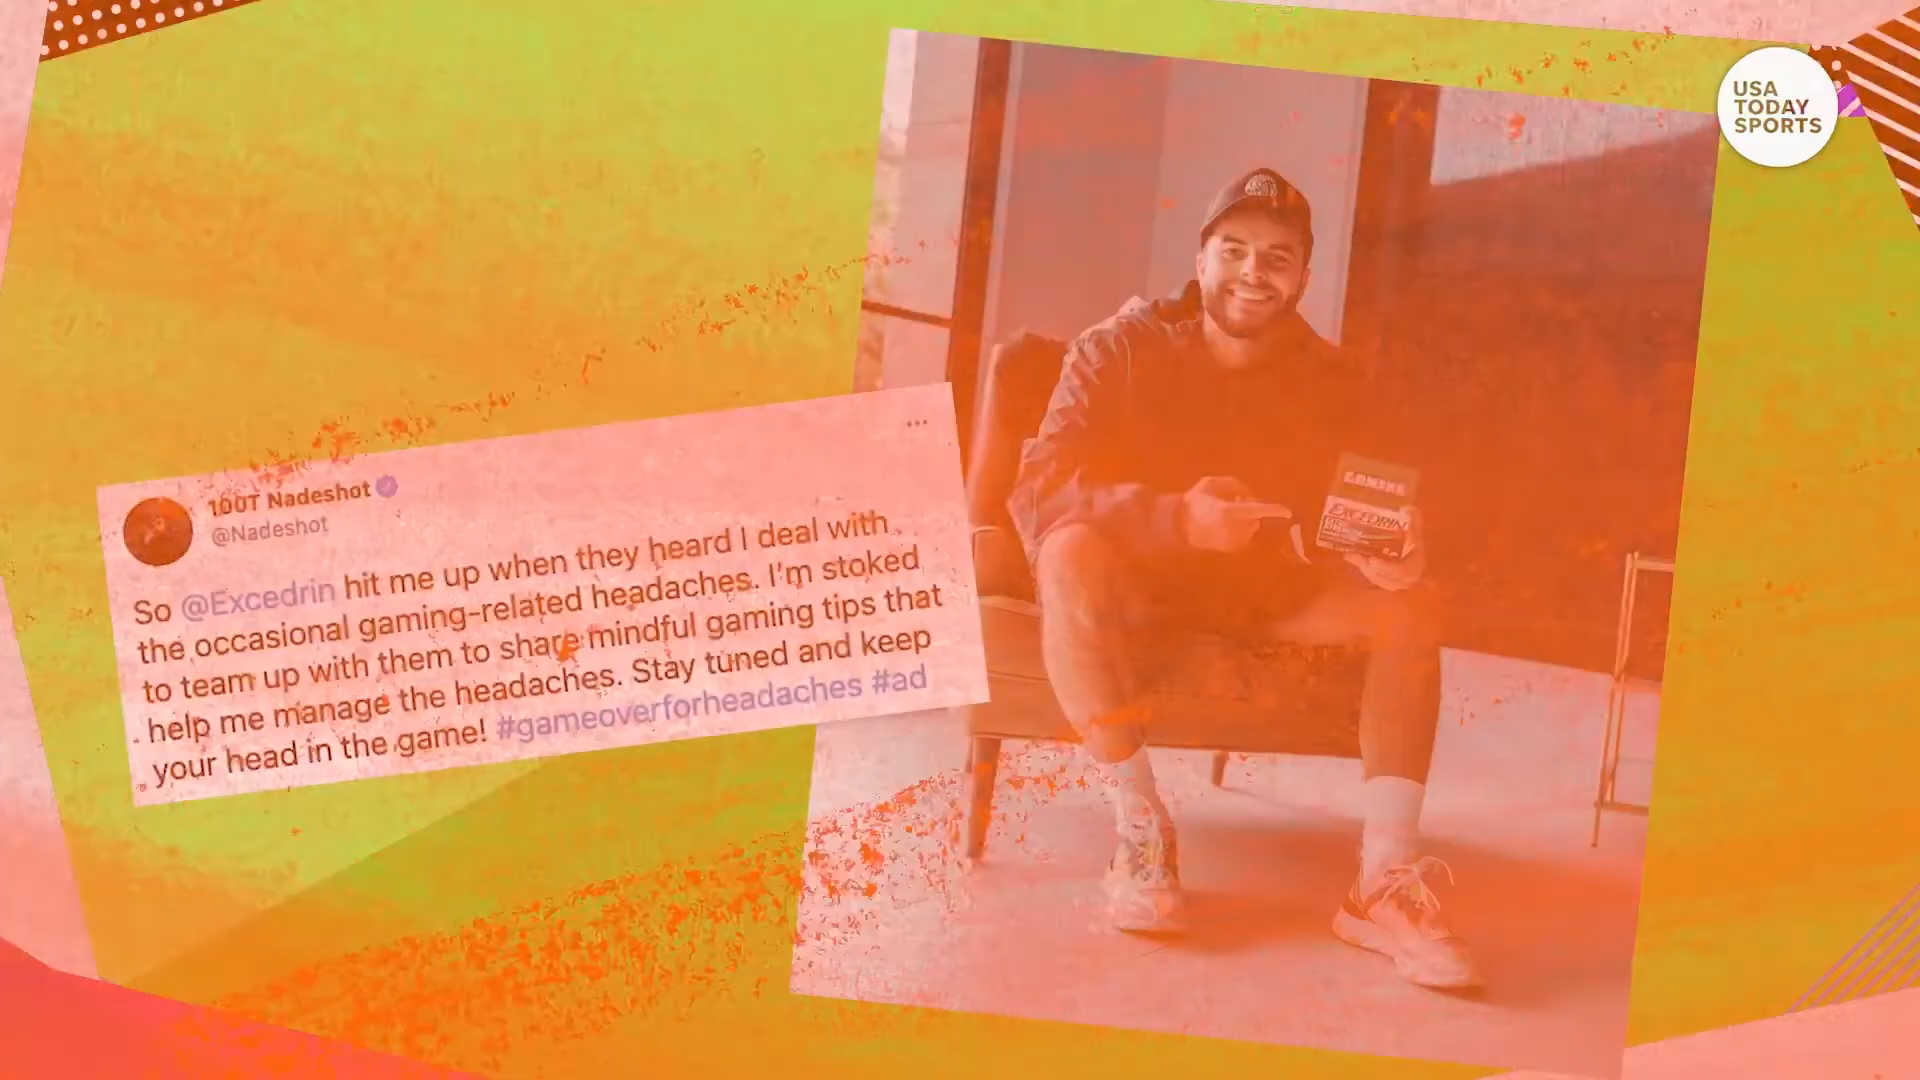 USA
TODAY
SPORTS
100T Nadeshot
@Nadeshot
So @Excedrin hit me up when they heard I deal with
the occasional gaming-related headaches. I'm stoked
to team up with them to share mindful gaming tips that
help me manage the headaches. Stay tuned and keep
your head in the game! #gameoverforheadaches #ad
GAMING
EXCEDRIN